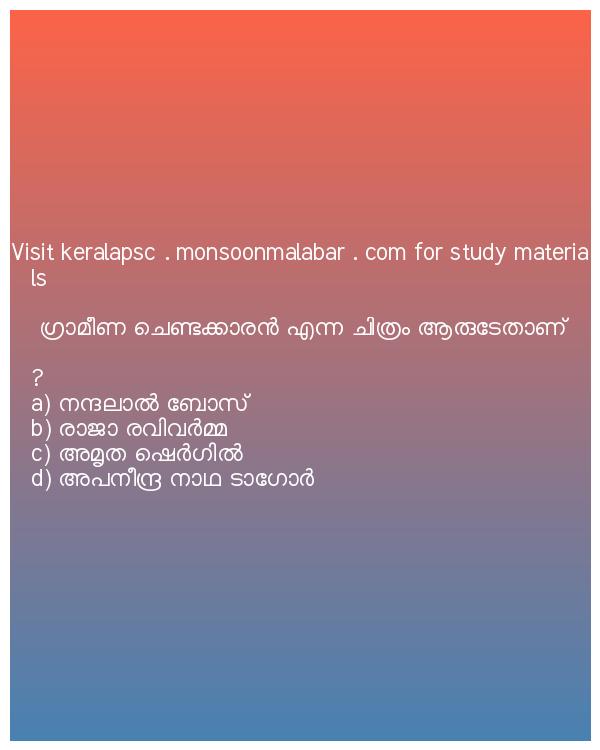 Visit keralapsc . monsoonmalabar . com for study materia
ls
ഗ്രാമീണ ചെണ്ടക്കാരൻ എന്ന ചിത്രം ആരുടേതാണ്
?
a) നന്ദലാൽ ബോസ്
b) രാജാ രവിവർമ്മ
c) അമൃത ഷെർഗിൽ
d) അപനീന്ദ്ര നാഥ ടാഗോർ